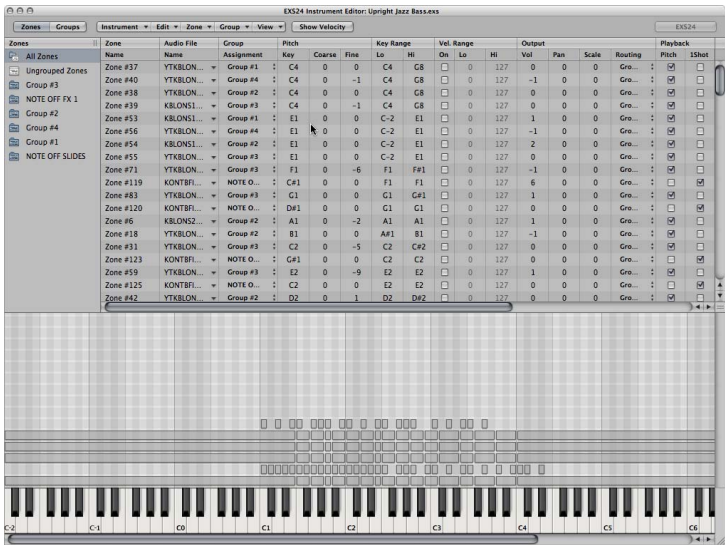 EXS24 Instrument Editor: Upright Jazz Bass.exs
Zones Groups Instrument Edit Zone Group View Show Velocity EXS24
Zones Zone Audio File Group Pitch Key Range Vel. Range Output Playback
All Zones Name Name Assignment Key Coarse Fine Lo Hi On Lo Hi Vol Pan Scale Routing Pitch 1Shot
Ungrouped Zones
Group #3
NOTE OFF FX 1
Group #2
Group #4
Group #1
NOTE OFF SLIDES
Zone #37 YTKBLON... Group #1 C4 0 0 C4 G8 0 127 0 0 0 Gro...
Zone #40 YTKBLON... Group #4 C4 0 -1 C4 G8 0 127 -1 0 0 Gro...
Zone #38 YTKBLON... Group #2 C4 0 0 C4 G8 0 127 0 0 0 Gro...
Zone #39 KBLONS1... Group #3 C4 0 -1 C4 G8 0 127 0 0 0 Gro...
Zone #53 KBLONS1... Group #1 E1 0 0 C-2 E1 0 127 1 0 0 Gro...
Zone #56 YTKBLON... Group #4 E1 0 0 C-2 E1 0 127 -1 0 0 Gro...
Zone #54 KBLONS1... Group #2 E1 0 0 C-2 E1 0 127 2 0 0 Gro...
Zone #55 YTKBLON... Group #3 E1 0 0 C-2 E1 0 127 0 0 0 Gro...
Zone #71 YTKBLON... Group #3 F1 0 -6 F1 F#1 0 127 -1 0 0 Gro...
Zone #119 KONTBFI... NOTE O... C#1 0 0 F1 F1 0 127 6 0 0 Gro...
Zone #83 YTKBLON... Group #3 G1 0 0 G1 G#1 0 127 1 0 0 Gro...
Zone #120 KONTBFI... NOTE O... D#1 0 0 G1 G1 0 127 0 0 0 Gro...
Zone #6 KBLONS2... Group #2 A1 0 -2 A1 A1 0 127 1 0 0 Gro...
Zone #18 YTKBLON... Group #2 B1 0 0 A#1 B1 0 127 -1 0 0 Gro...
Zone #31 YTKBLON... Group #3 C2 0 -5 C2 C#2 0 127 0 0 0 Gro...
Zone #123 KONTBFI... NOTE O... G#1 0 0 C2 C2 0 127 0 0 0 Gro...
Zone #59 YTKBLON... Group #3 E2 0 -9 E2 E2 0 127 1 0 0 Gro...
Zone #125 KONTBFI... NOTE O... C2 0 0 E2 E2 0 127 0 0 0 Gro...
Zone #42 YTKBLON... Group #2 D2 0 1 D2 D#2 0 127 0 0 0 Gro...
C-2 C-1 C0 C1 C2 C3 C4 C5 C6